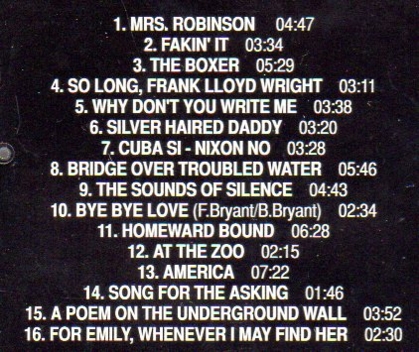 1. MRS. ROBINSON 04:47
2. FAKIN' IT 03:34
3. THE BOXER 05:29
4. SO LONG, FRANK LLOYD WRIGHT 03:11
5. WHY DON'T YOU WRITE ME 03:38
6. SILVER HAIRED DADDY 03:20
7. CUBA SI - NIXON NO 03:28
8. BRIDGE OVER TROUBLED WATER 05:46
9. THE SOUNDS OF SILENCE 04:43
10. BYE BYE LOVE (F.Bryant/B.Bryant) 02:34
11. HOMEWARD BOUND 06:28
12. AT THE ZOO 02:15
13. AMERICA 07:22
14. SONG FOR THE ASKING 01:46
15. A POEM ON THE UNDERGROUND WALL 03:52
16. FOR EMILY, WHENEVER I MAY FIND HER 02:30